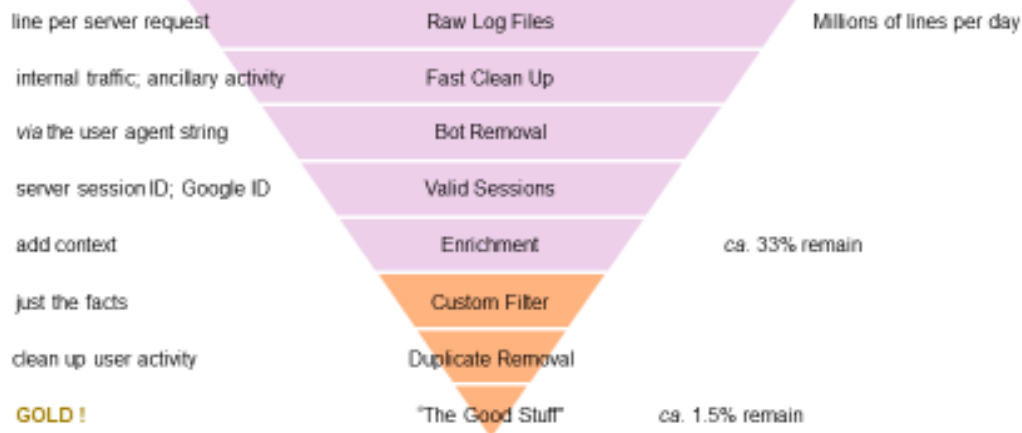 line per server request Raw Log Files Millions of lines per day
internal traffic; ancillary activity Fast Clean Up
via the user agent string Bot Removal
server session ID; Google ID Valid Sessions
add context Enrichment ca. 33% remain
just the facts Custom Filter
clean up user activity Duplicate Removal
GOLD ! "The Good Stuff" ca. 1.5% remain